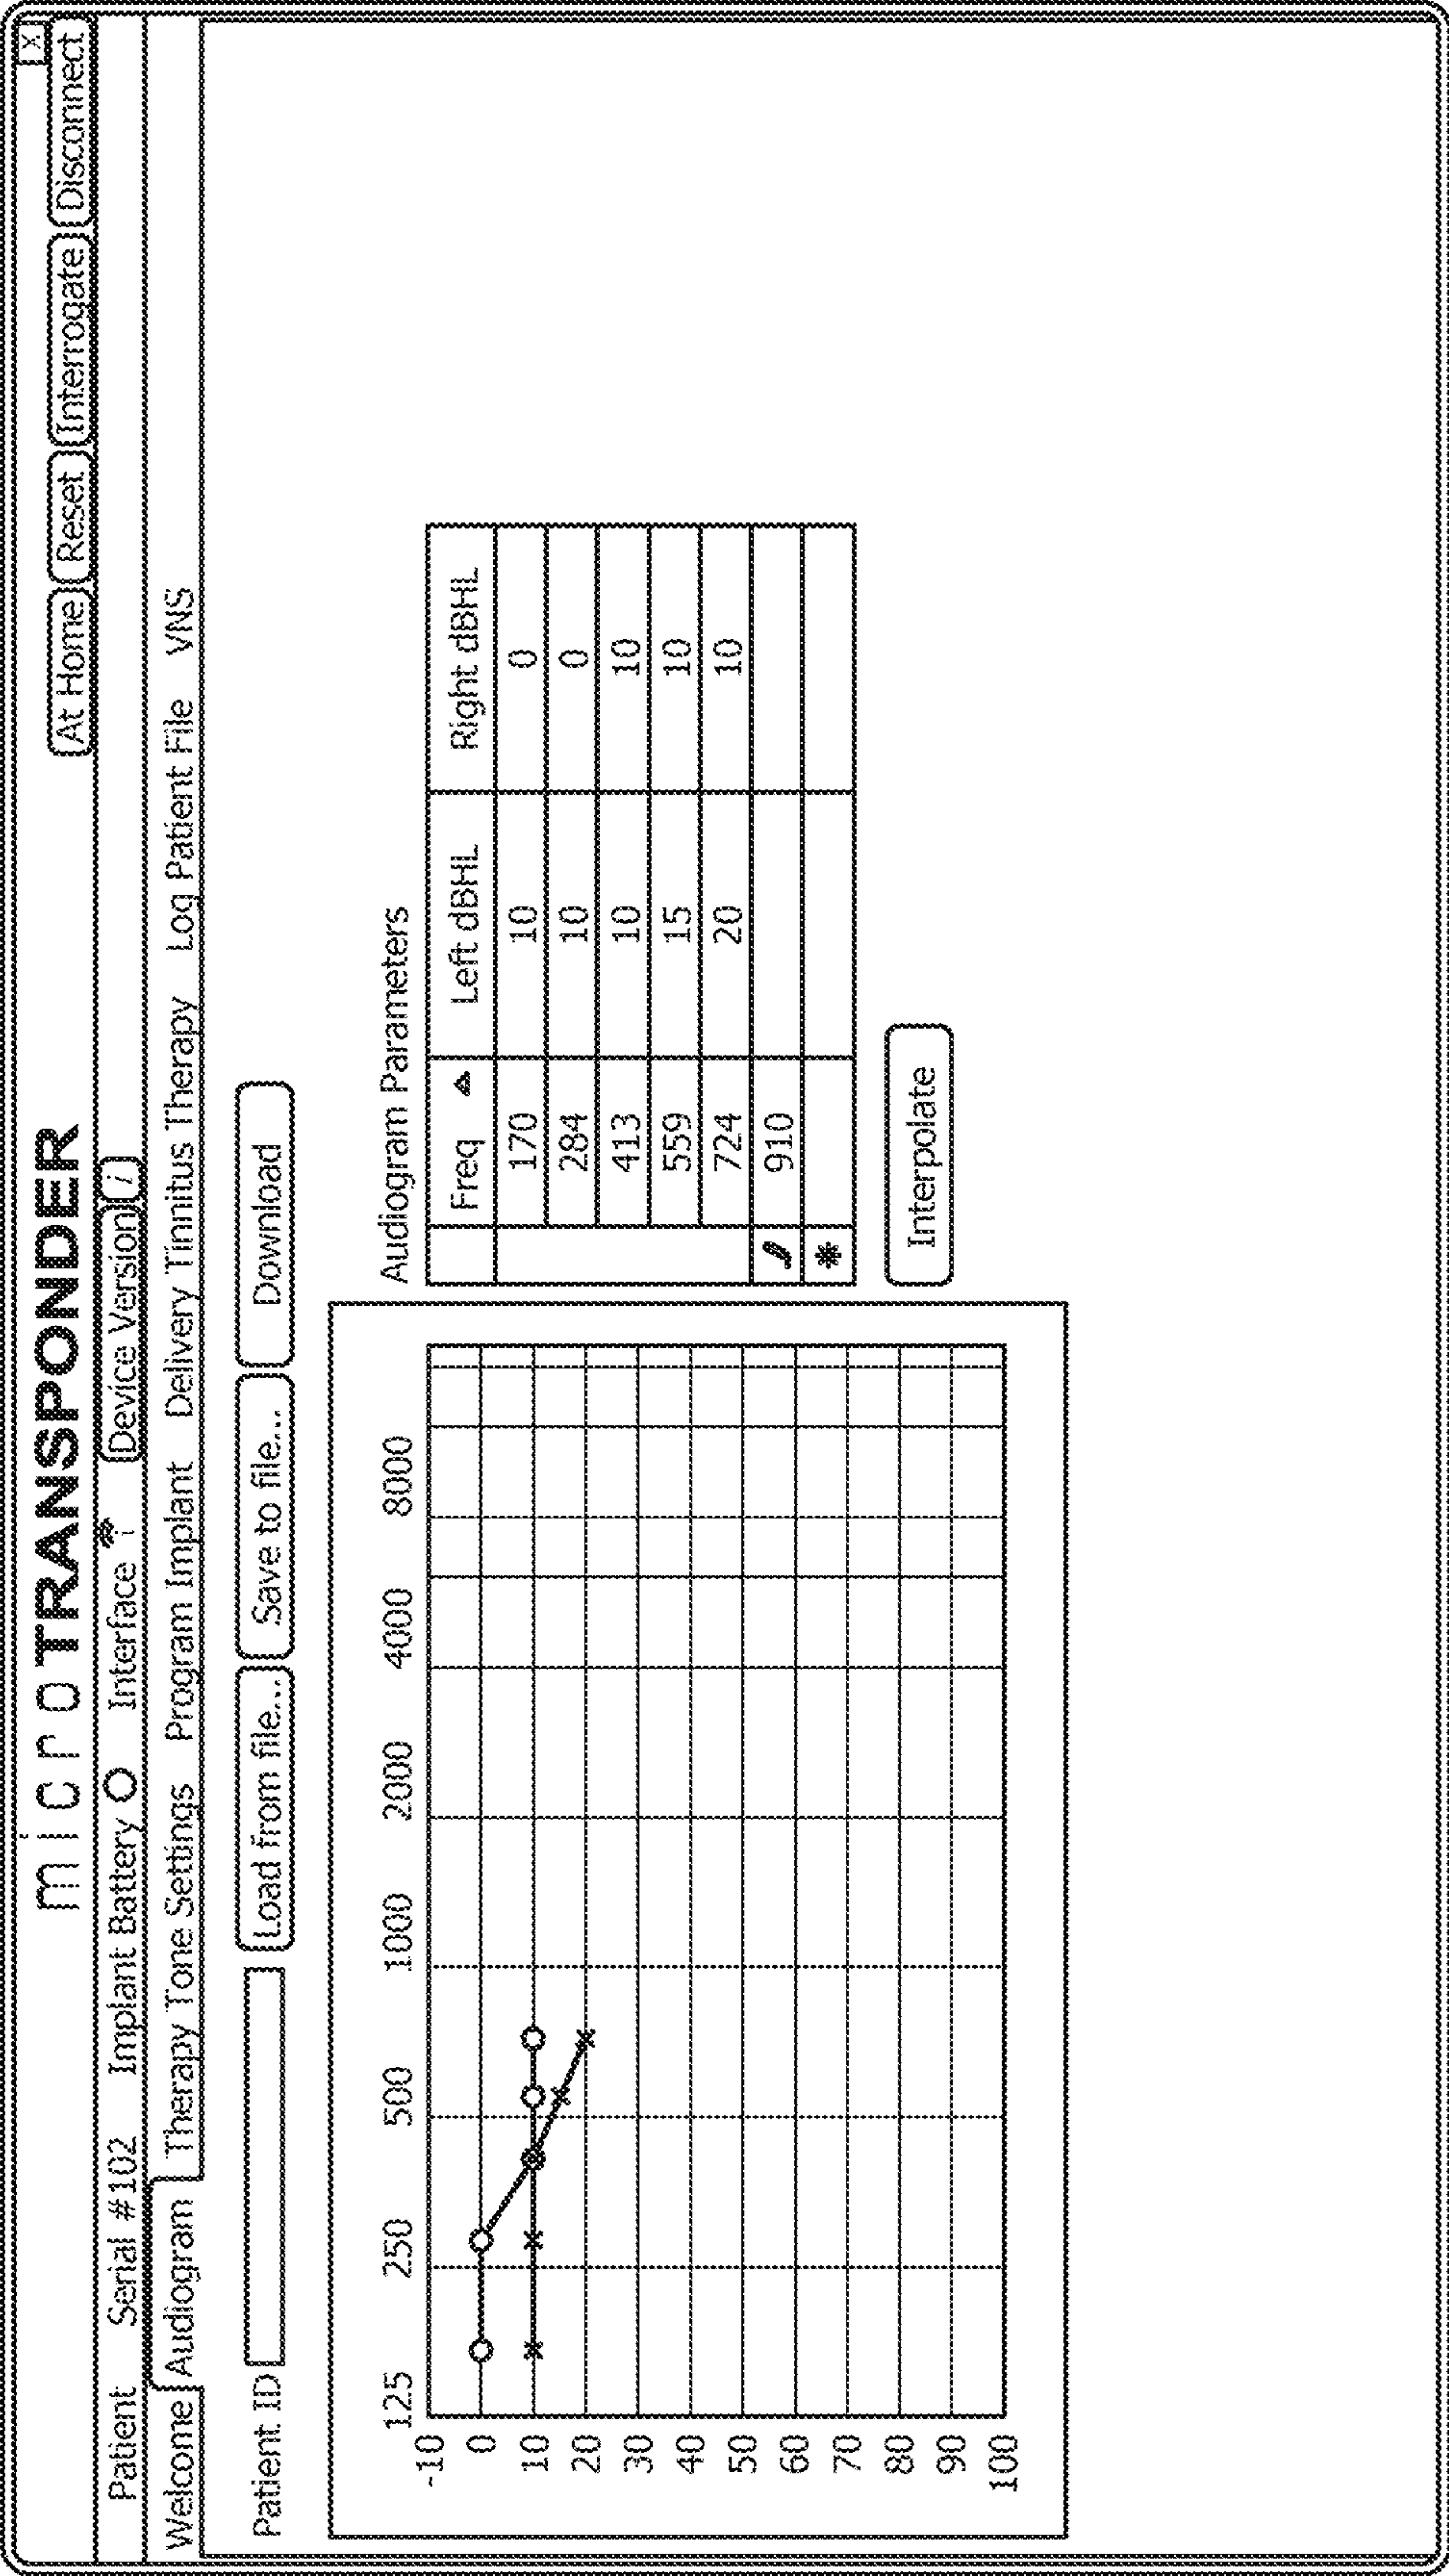 microTRANSPONDER
X
At Home Reset Interrogate Disconnect
Patient Serial #102 Implant Battery Interface Device Version i
Welcome Audiogram Therapy Tone Settings Program Implant Delivery Tinnitus Therapy Log Patient File VNS
Patient ID Load from file... Save to file... Download
125 250 500 1000 2000 4000 8000
-10
0
10
20
30
40
50
60
70
80
90
100
Audiogram Parameters
Freq Left dBHL Right dBHL
170 10 0
284 10 0
413 10 10
559 15 10
724 20 10
910
*
Interpolate